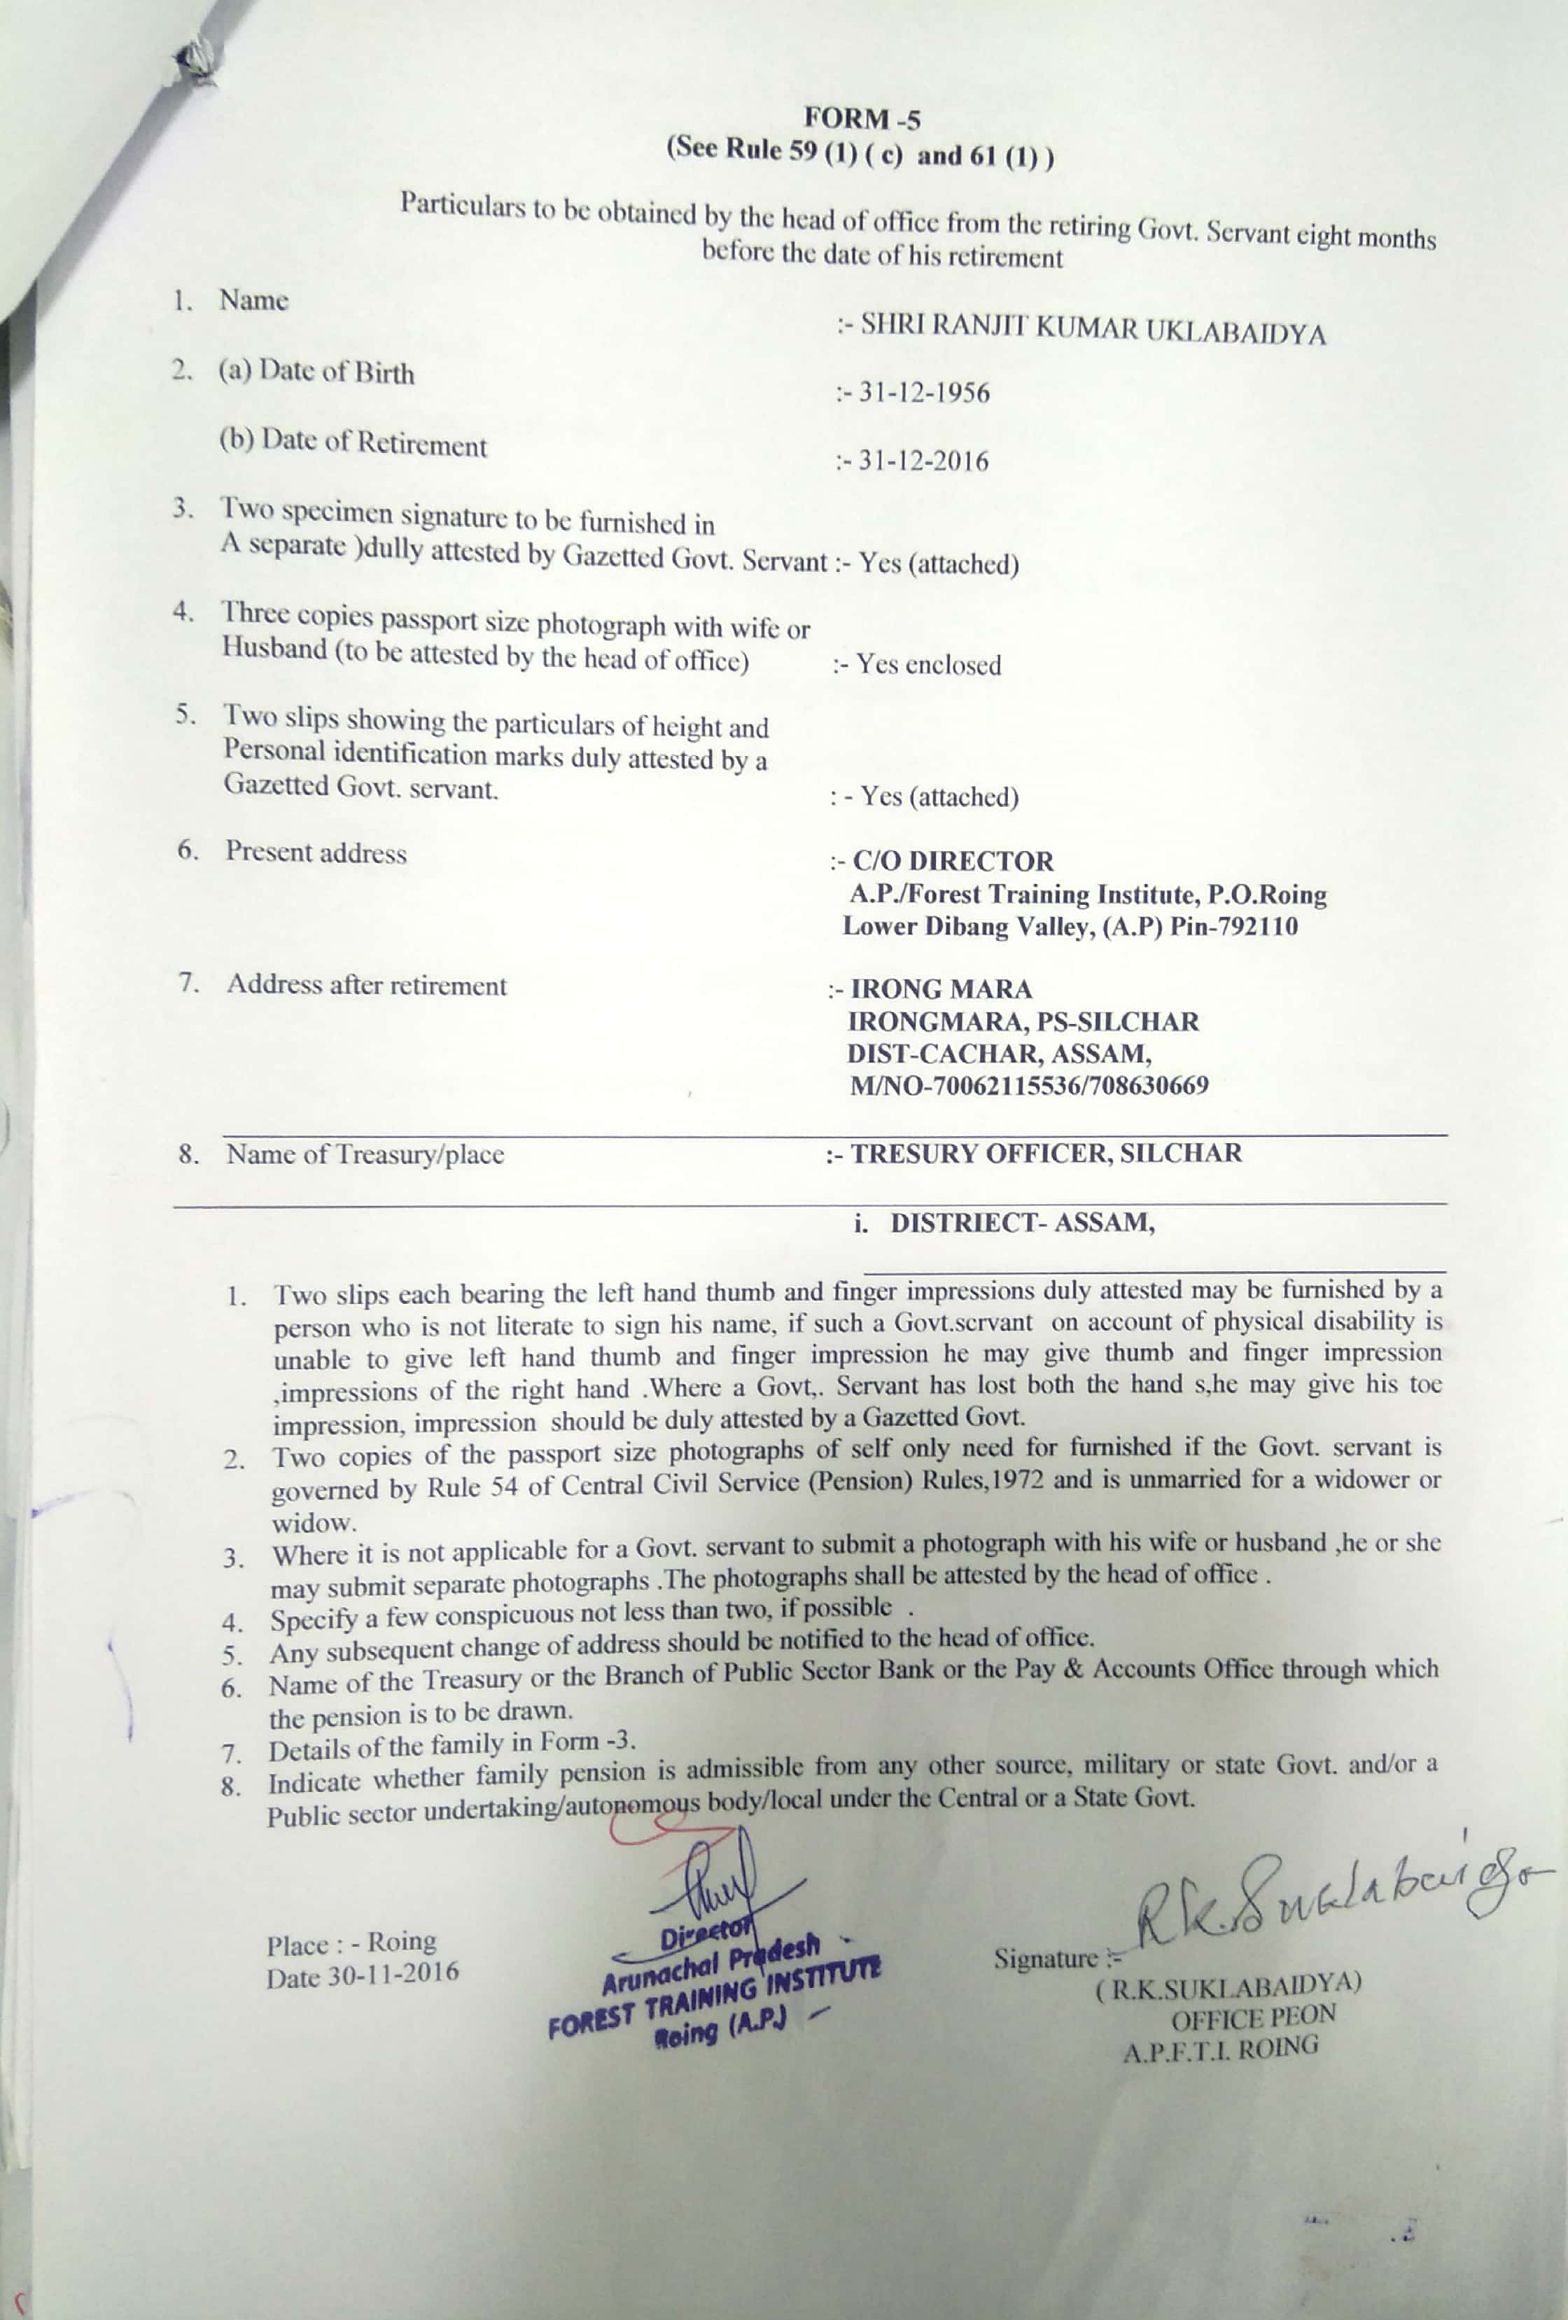 FORM -5
(See Rule 59 (1) ( c)  and 61 (1) )
Particulars to be obtained by the head of office from the retiring Govt. Servant eight months
before the date of his retirement
1. Name :- SHRI RANJIT KUMAR UKLABAIDYA
2. (a) Date of Birth :- 31-12-1956
(b) Date of Retirement :- 31-12-2016
3. Two specimen signature to be furnished in
A separate )dully attested by Gazetted Govt. Servant :- Yes (attached)
4. Three copies passport size photograph with wife or
Husband (to be attested by the head of office) :- Yes enclosed
5. Two slips showing the particulars of height and
Personal identification marks duly attested by a
Gazetted Govt. servant. : - Yes (attached)
6. Present address :- C/O DIRECTOR
A.P./Forest Training Institute, P.O.Roing
Lower Dibang Valley, (A.P) Pin-792110
7. Address after retirement :- IRONG MARA
IRONGMARA, PS-SILCHAR
DIST-CACHAR, ASSAM,
M/NO-70062115536/708630669
8. Name of Treasury/place :- TRESURY OFFICER, SILCHAR
i. DISTRIECT- ASSAM,
1. Two slips each bearing the left hand thumb and finger impressions duly attested may be furnished by a
person who is not literate to sign his name, if such a Govt.servant on account of physical disability is
unable to give left hand thumb and finger impression he may give thumb and finger impression
,impressions of the right hand .Where a Govt,. Servant has lost both the hand s,he may give his toe
impression, impression should be duly attested by a Gazetted Govt.
2. Two copies of the passport size photographs of self only need for furnished if the Govt. servant is
governed by Rule 54 of Central Civil Service (Pension) Rules,1972 and is unmarried for a widower or
widow.
3. Where it is not applicable for a Govt. servant to submit a photograph with his wife or husband ,he or she
may submit separate photographs .The photographs shall be attested by the head of office .
4. Specify a few conspicuous not less than two, if possible .
5. Any subsequent change of address should be notified to the head of office.
6. Name of the Treasury or the Branch of Public Sector Bank or the Pay & Accounts Office through which
the pension is to be drawn.
7. Details of the family in Form -3.
8. Indicate whether family pension is admissible from any other source, military or state Govt. and/or a
Public sector undertaking/autonomous body/local under the Central or a State Govt.
Place : - Roing
Date 30-11-2016
Director
Arunachal Pradesh
FOREST TRAINING INSTITUTE
Roing (A.P.)
Signature :- R.K.Suklabaidya
( R.K.SUKLABAIDYA)
OFFICE PEON
A.P.F.T.I. ROING